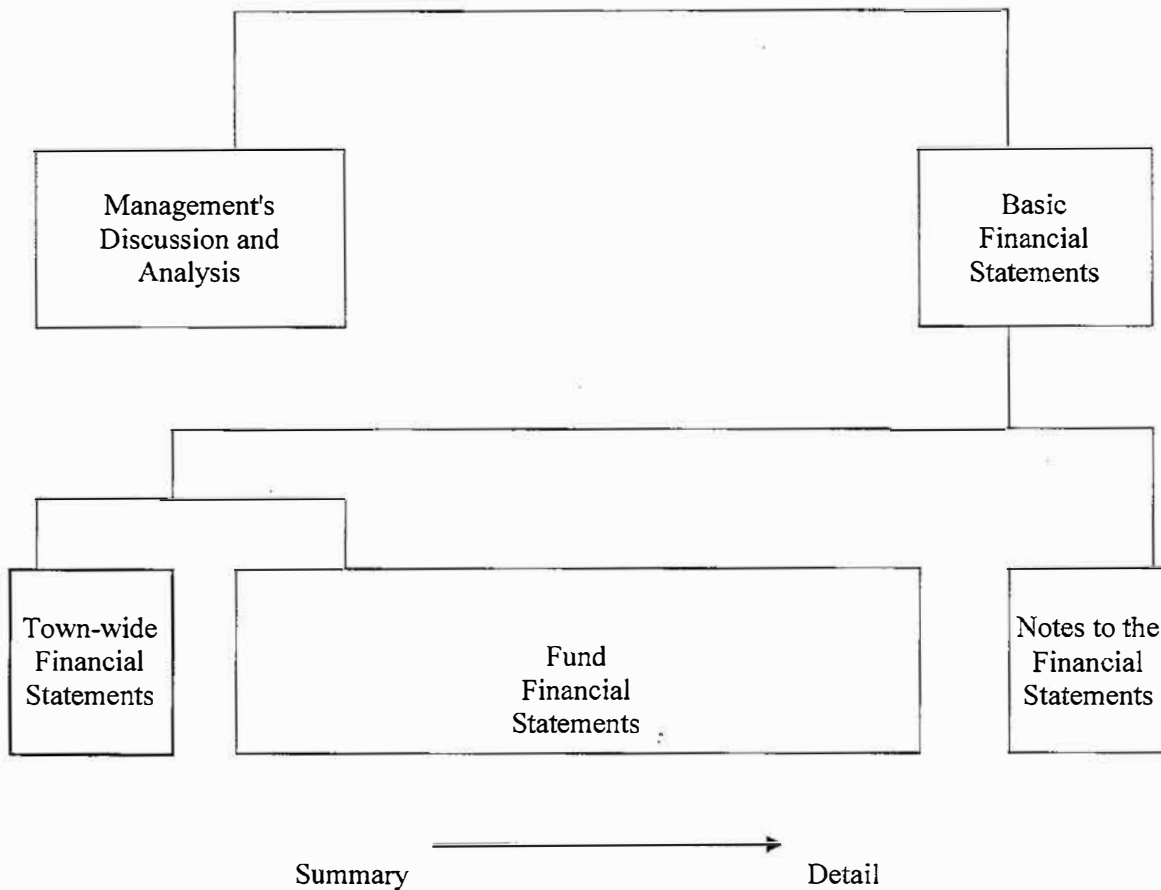 Management's
Discussion and
Analysis
Basic
Financial
Statements
Town-wide
Financial
Statements
Fund
Financial
Statements
Notes to the
Financial
Statements
Summary
Detail